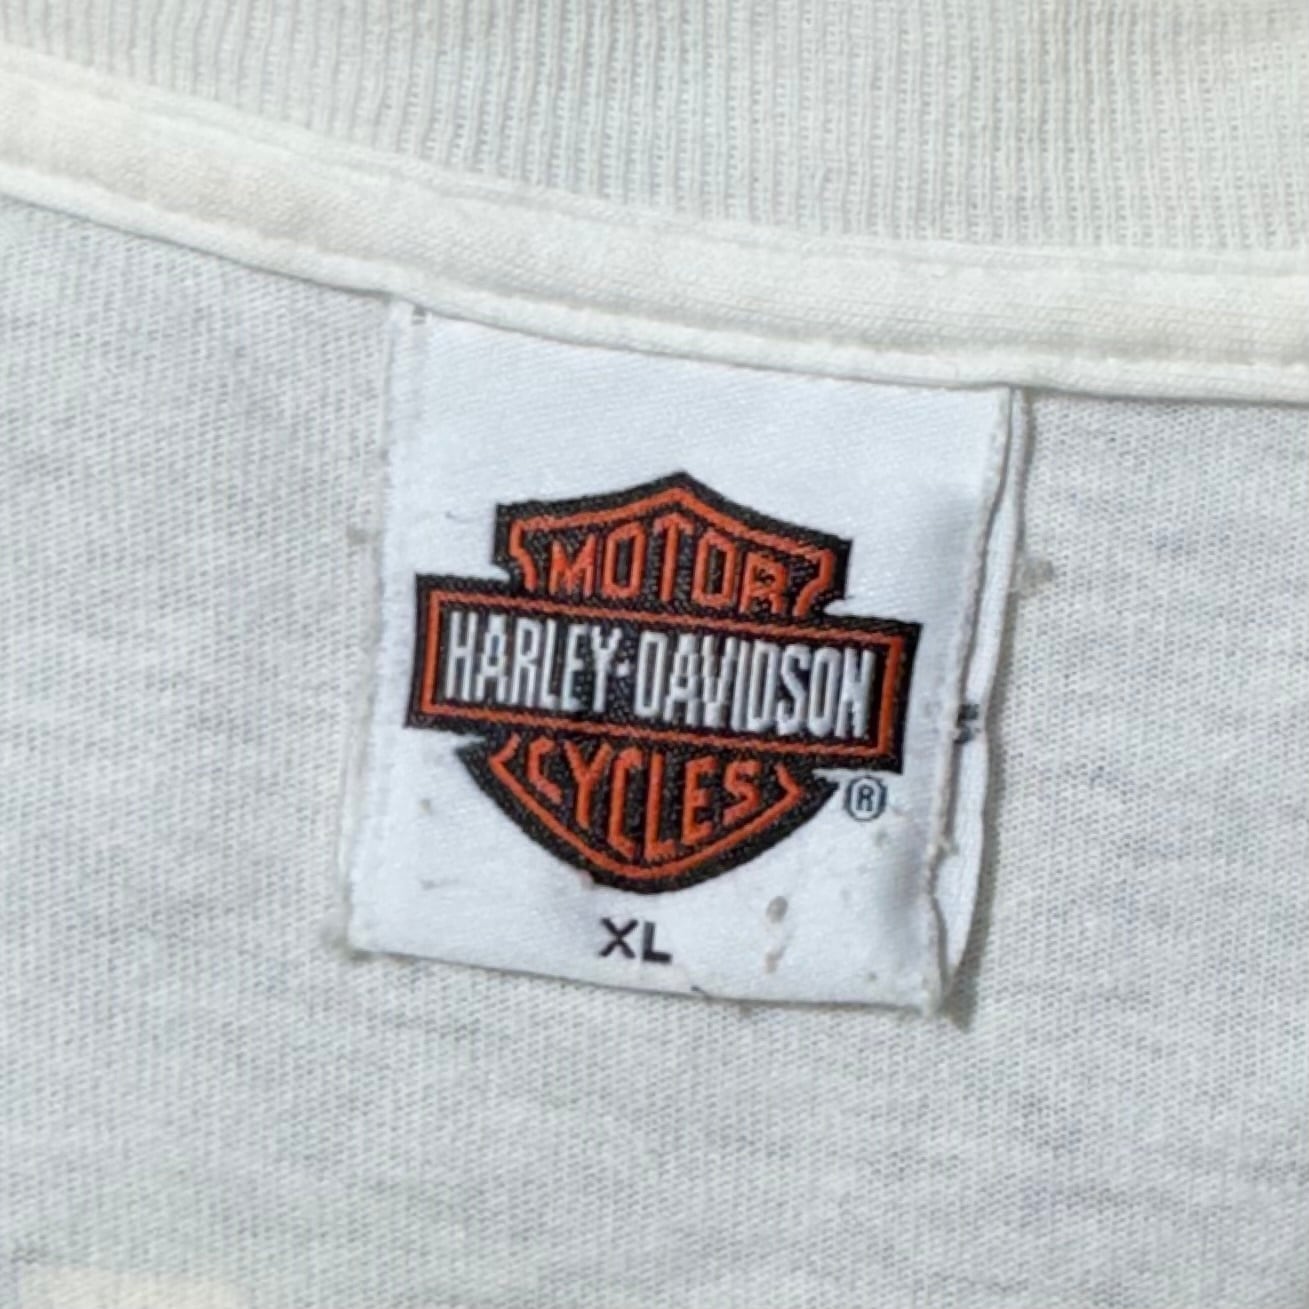 MOTOR
HARLEY-DAVIDSON
CYCLES
®
XL